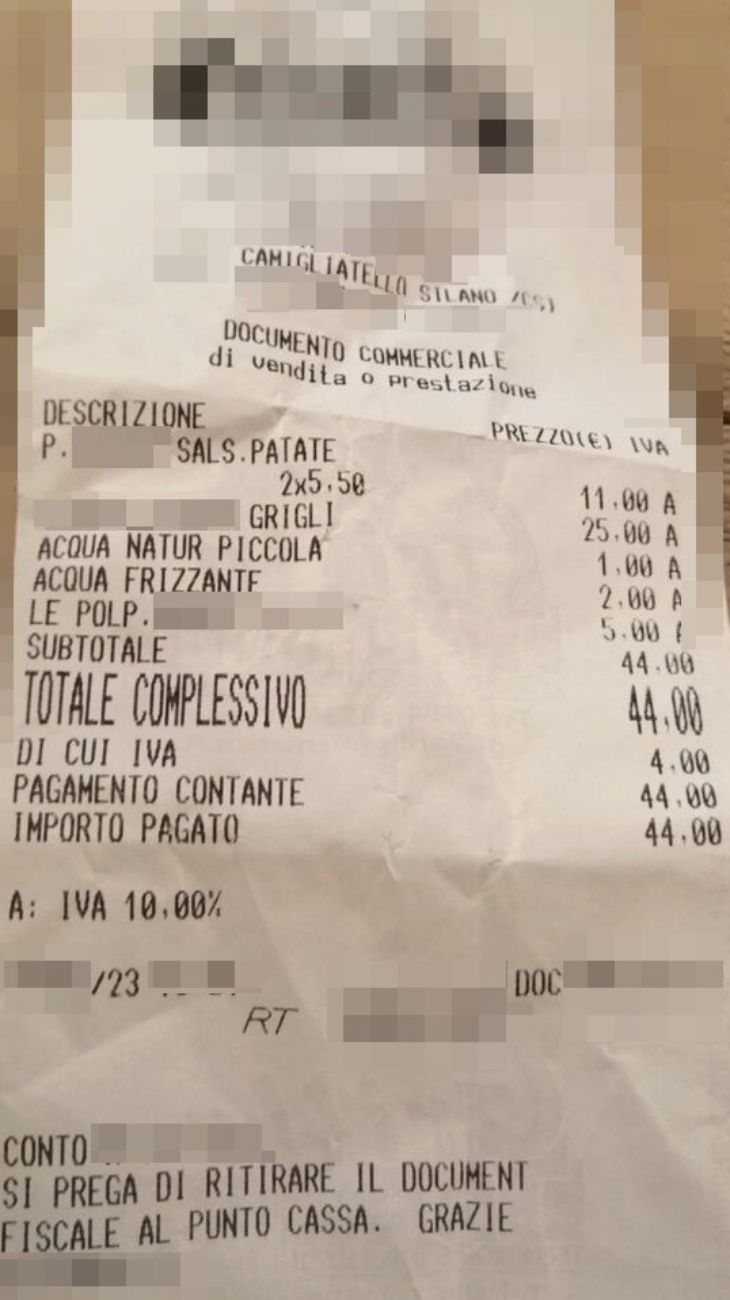 CAMIGLIATELLO SILANO (CS)
DOCUMENTO COMMERCIALE
di vendita o prestazione
DESCRIZIONE PREZZO(€) IVA
P. SALS.PATATE
2x5,50 11,00 A
GRIGLI 25,00 A
ACQUA NATUR PICCOLA 1,00 A
ACQUA FRIZZANTE 2,00 A
LE POLP. 5,00
SUBTOTALE 44,00
TOTALE COMPLESSIVO 44,00
DI CUI IVA 4,00
PAGAMENTO CONTANTE 44,00
IMPORTO PAGATO 44,00
A: IVA 10,00%
/23 DOC
RT
CONTO
SI PREGA DI RITIRARE IL DOCUMENT
FISCALE AL PUNTO CASSA. GRAZIE